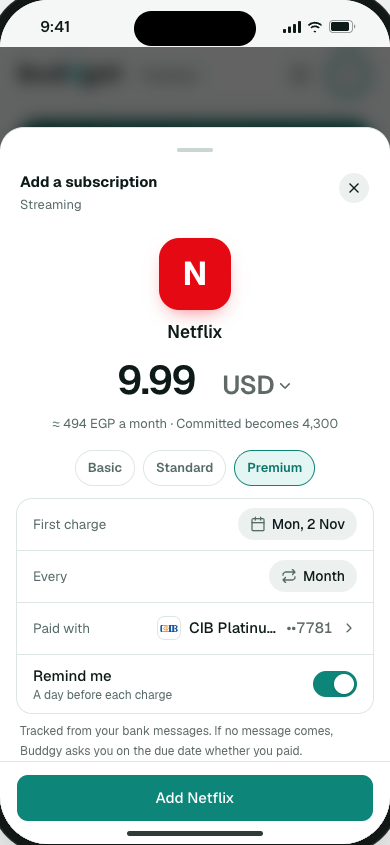 9:41
Add a subscription
Streaming
N
Netflix
9.99 USD
≈ 494 EGP a month · Committed becomes 4,300
Basic Standard Premium
First charge Mon, 2 Nov
Every Month
Paid with CIB CIB Platinu... ··7781
Remind me
A day before each charge
Tracked from your bank messages. If no message comes,
Buddgy asks you on the due date whether you paid.
Add Netflix